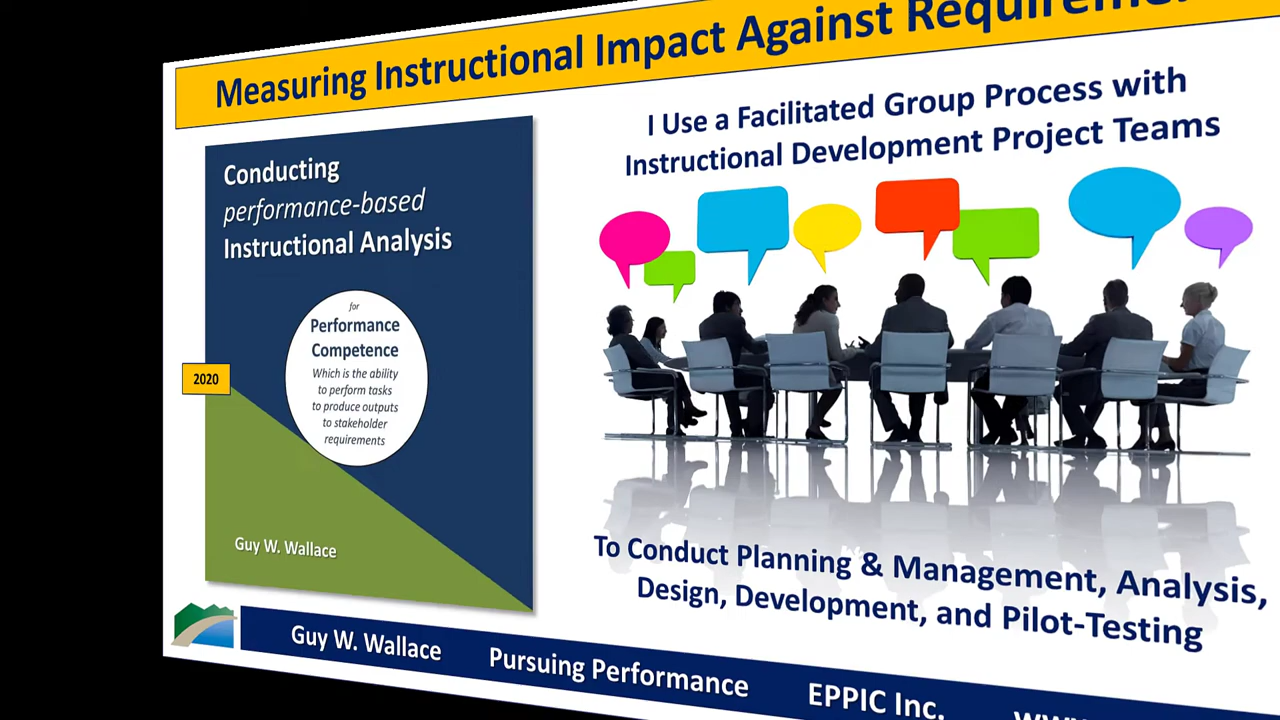 Measuring Instructional Impact Against
I Use a Facilitated Group Process with
Instructional Development Project Teams
Conducting
performance-based
Instructional Analysis
for
Performance
Competence
Which is the ability
to perform tasks
to produce outputs
to stakeholder
requirements
2020
Guy W. Wallace
To Conduct Planning & Management, Analysis,
Design, Development, and Pilot-Testing
Guy W. Wallace Pursuing Performance EPPIC Inc.